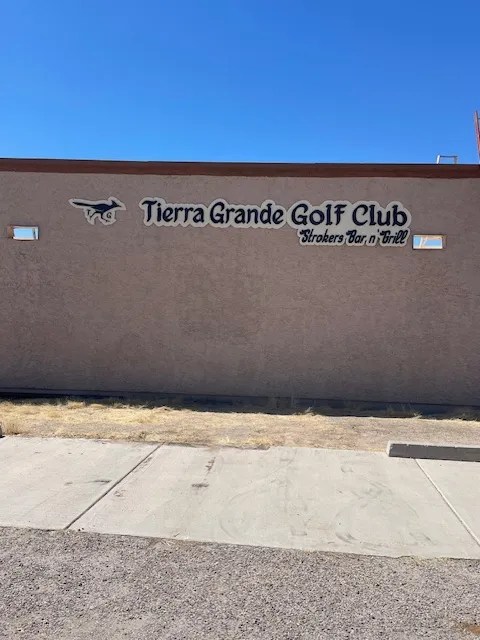 T G
Tierra Grande Golf Club
Strokers Bar n' Grill